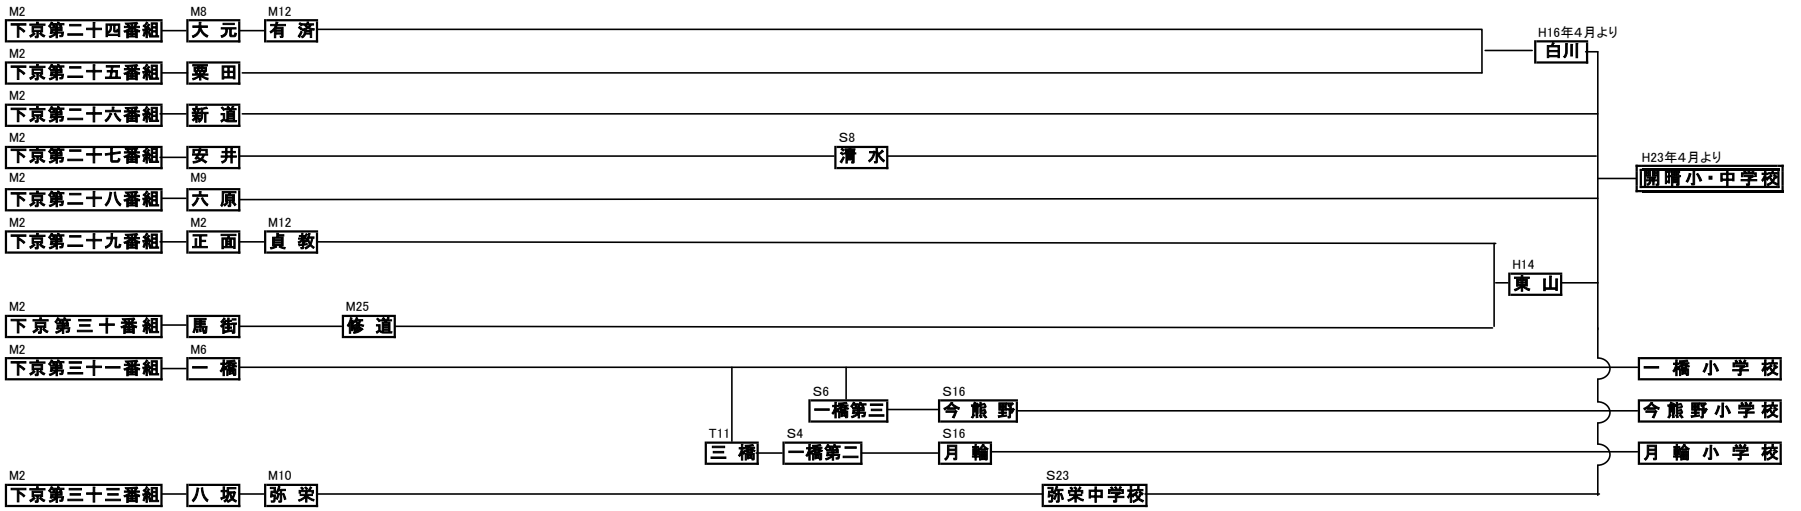 M2 M8 M12
下京第二十四番組 大元 有済
H16年4月より
白川
M2
下京第二十五番組 粟田
M2
下京第二十六番組 新道
M2 S8
下京第二十七番組 安井 清水
H23年4月より
開晴小・中学校
M2 M9
下京第二十八番組 六原
M2 M2 M12
下京第二十九番組 正面 貞教
H14
東山
M2 M25
下京第三十番組 馬街 修道
M2 M6
下京第三十一番組 一橋 一橋小学校
S6 S16
一橋第三 今熊野 今熊野小学校
T11 S4 S16
三橋 一橋第二 月輪 月輪小学校
M2 M10 S23
下京第三十三番組 八坂 弥栄 弥栄中学校